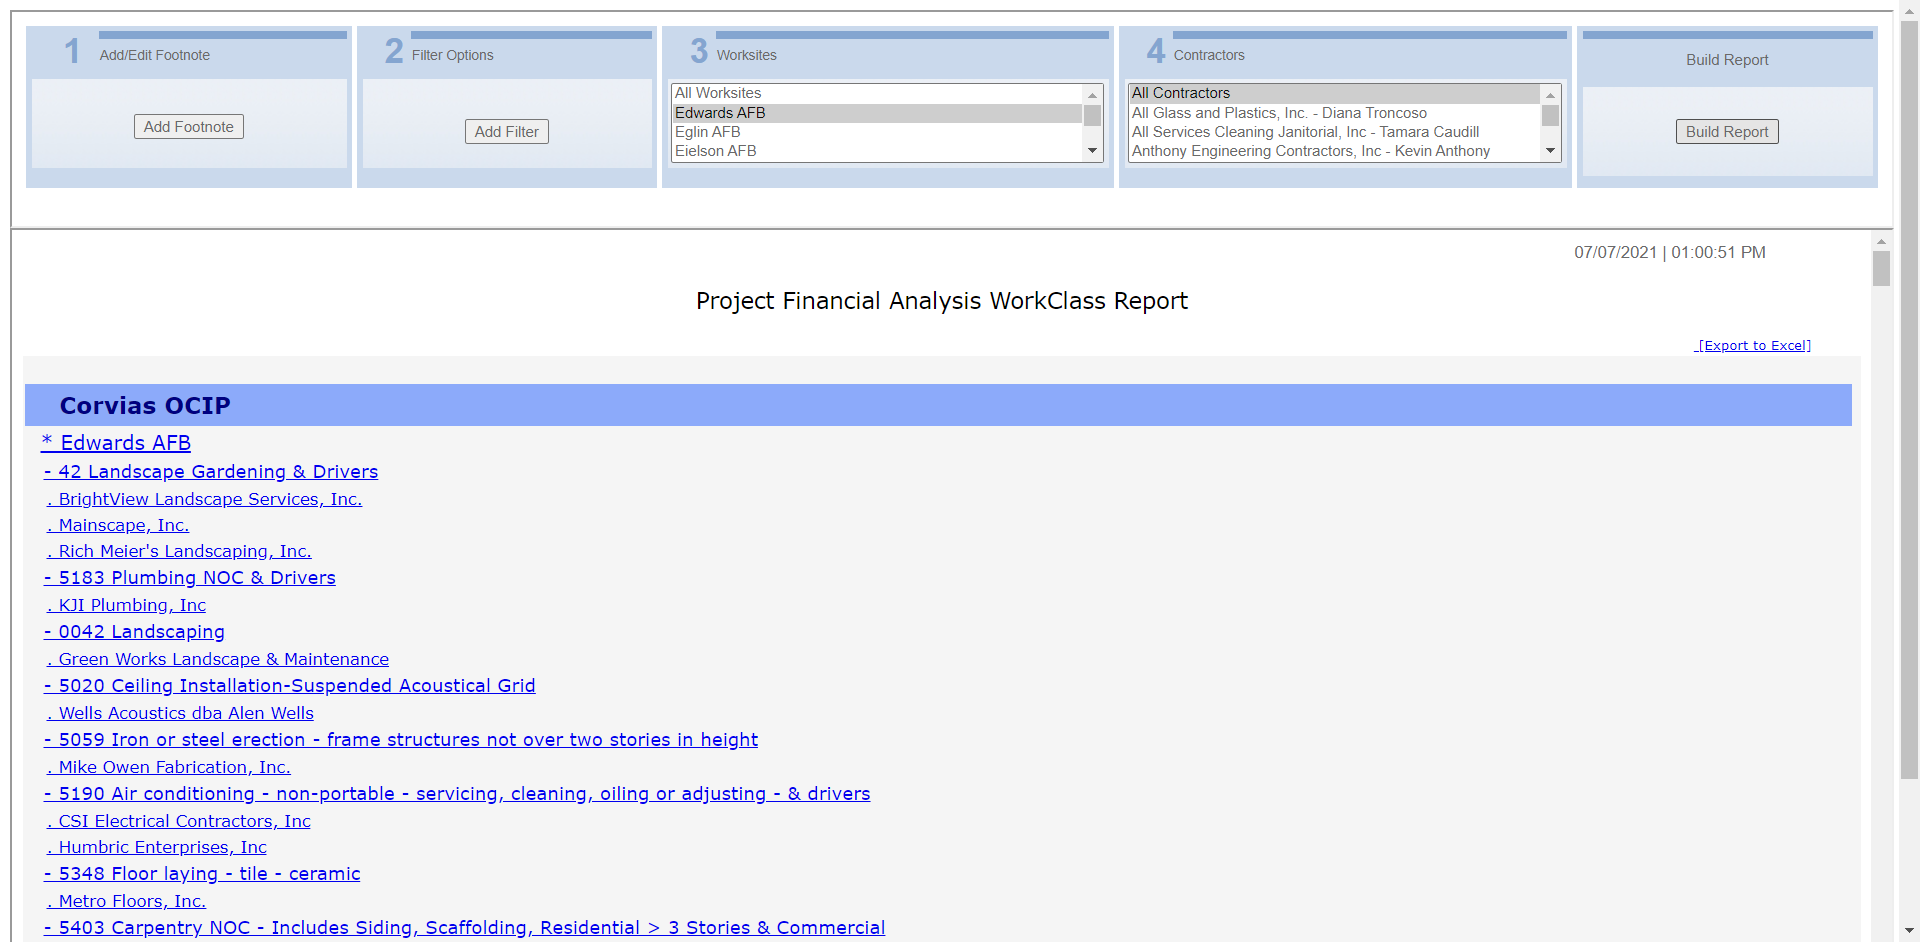 1 Add/Edit Footnote
Add Footnote
2 Filter Options
Add Filter
3 Worksites
All Worksites
Edwards AFB
Eglin AFB
Eielson AFB
4 Contractors
All Contractors
All Glass and Plastics, Inc. - Diana Troncoso
All Services Cleaning Janitorial, Inc - Tamara Caudill
Anthony Engineering Contractors, Inc - Kevin Anthony
Build Report
Build Report
07/07/2021 | 01:00:51 PM
Project Financial Analysis WorkClass Report
[Export to Excel]
Corvias OCIP
* Edwards AFB
- 42 Landscape Gardening & Drivers
. BrightView Landscape Services, Inc.
. Mainscape, Inc.
. Rich Meier's Landscaping, Inc.
- 5183 Plumbing NOC & Drivers
. KJI Plumbing, Inc
- 0042 Landscaping
. Green Works Landscape & Maintenance
- 5020 Ceiling Installation-Suspended Acoustical Grid
. Wells Acoustics dba Alen Wells
- 5059 Iron or steel erection - frame structures not over two stories in height
. Mike Owen Fabrication, Inc.
- 5190 Air conditioning - non-portable - servicing, cleaning, oiling or adjusting - & drivers
. CSI Electrical Contractors, Inc
. Humbric Enterprises, Inc
- 5348 Floor laying - tile - ceramic
. Metro Floors, Inc.
- 5403 Carpentry NOC - Includes Siding, Scaffolding, Residential > 3 Stories & Commercial